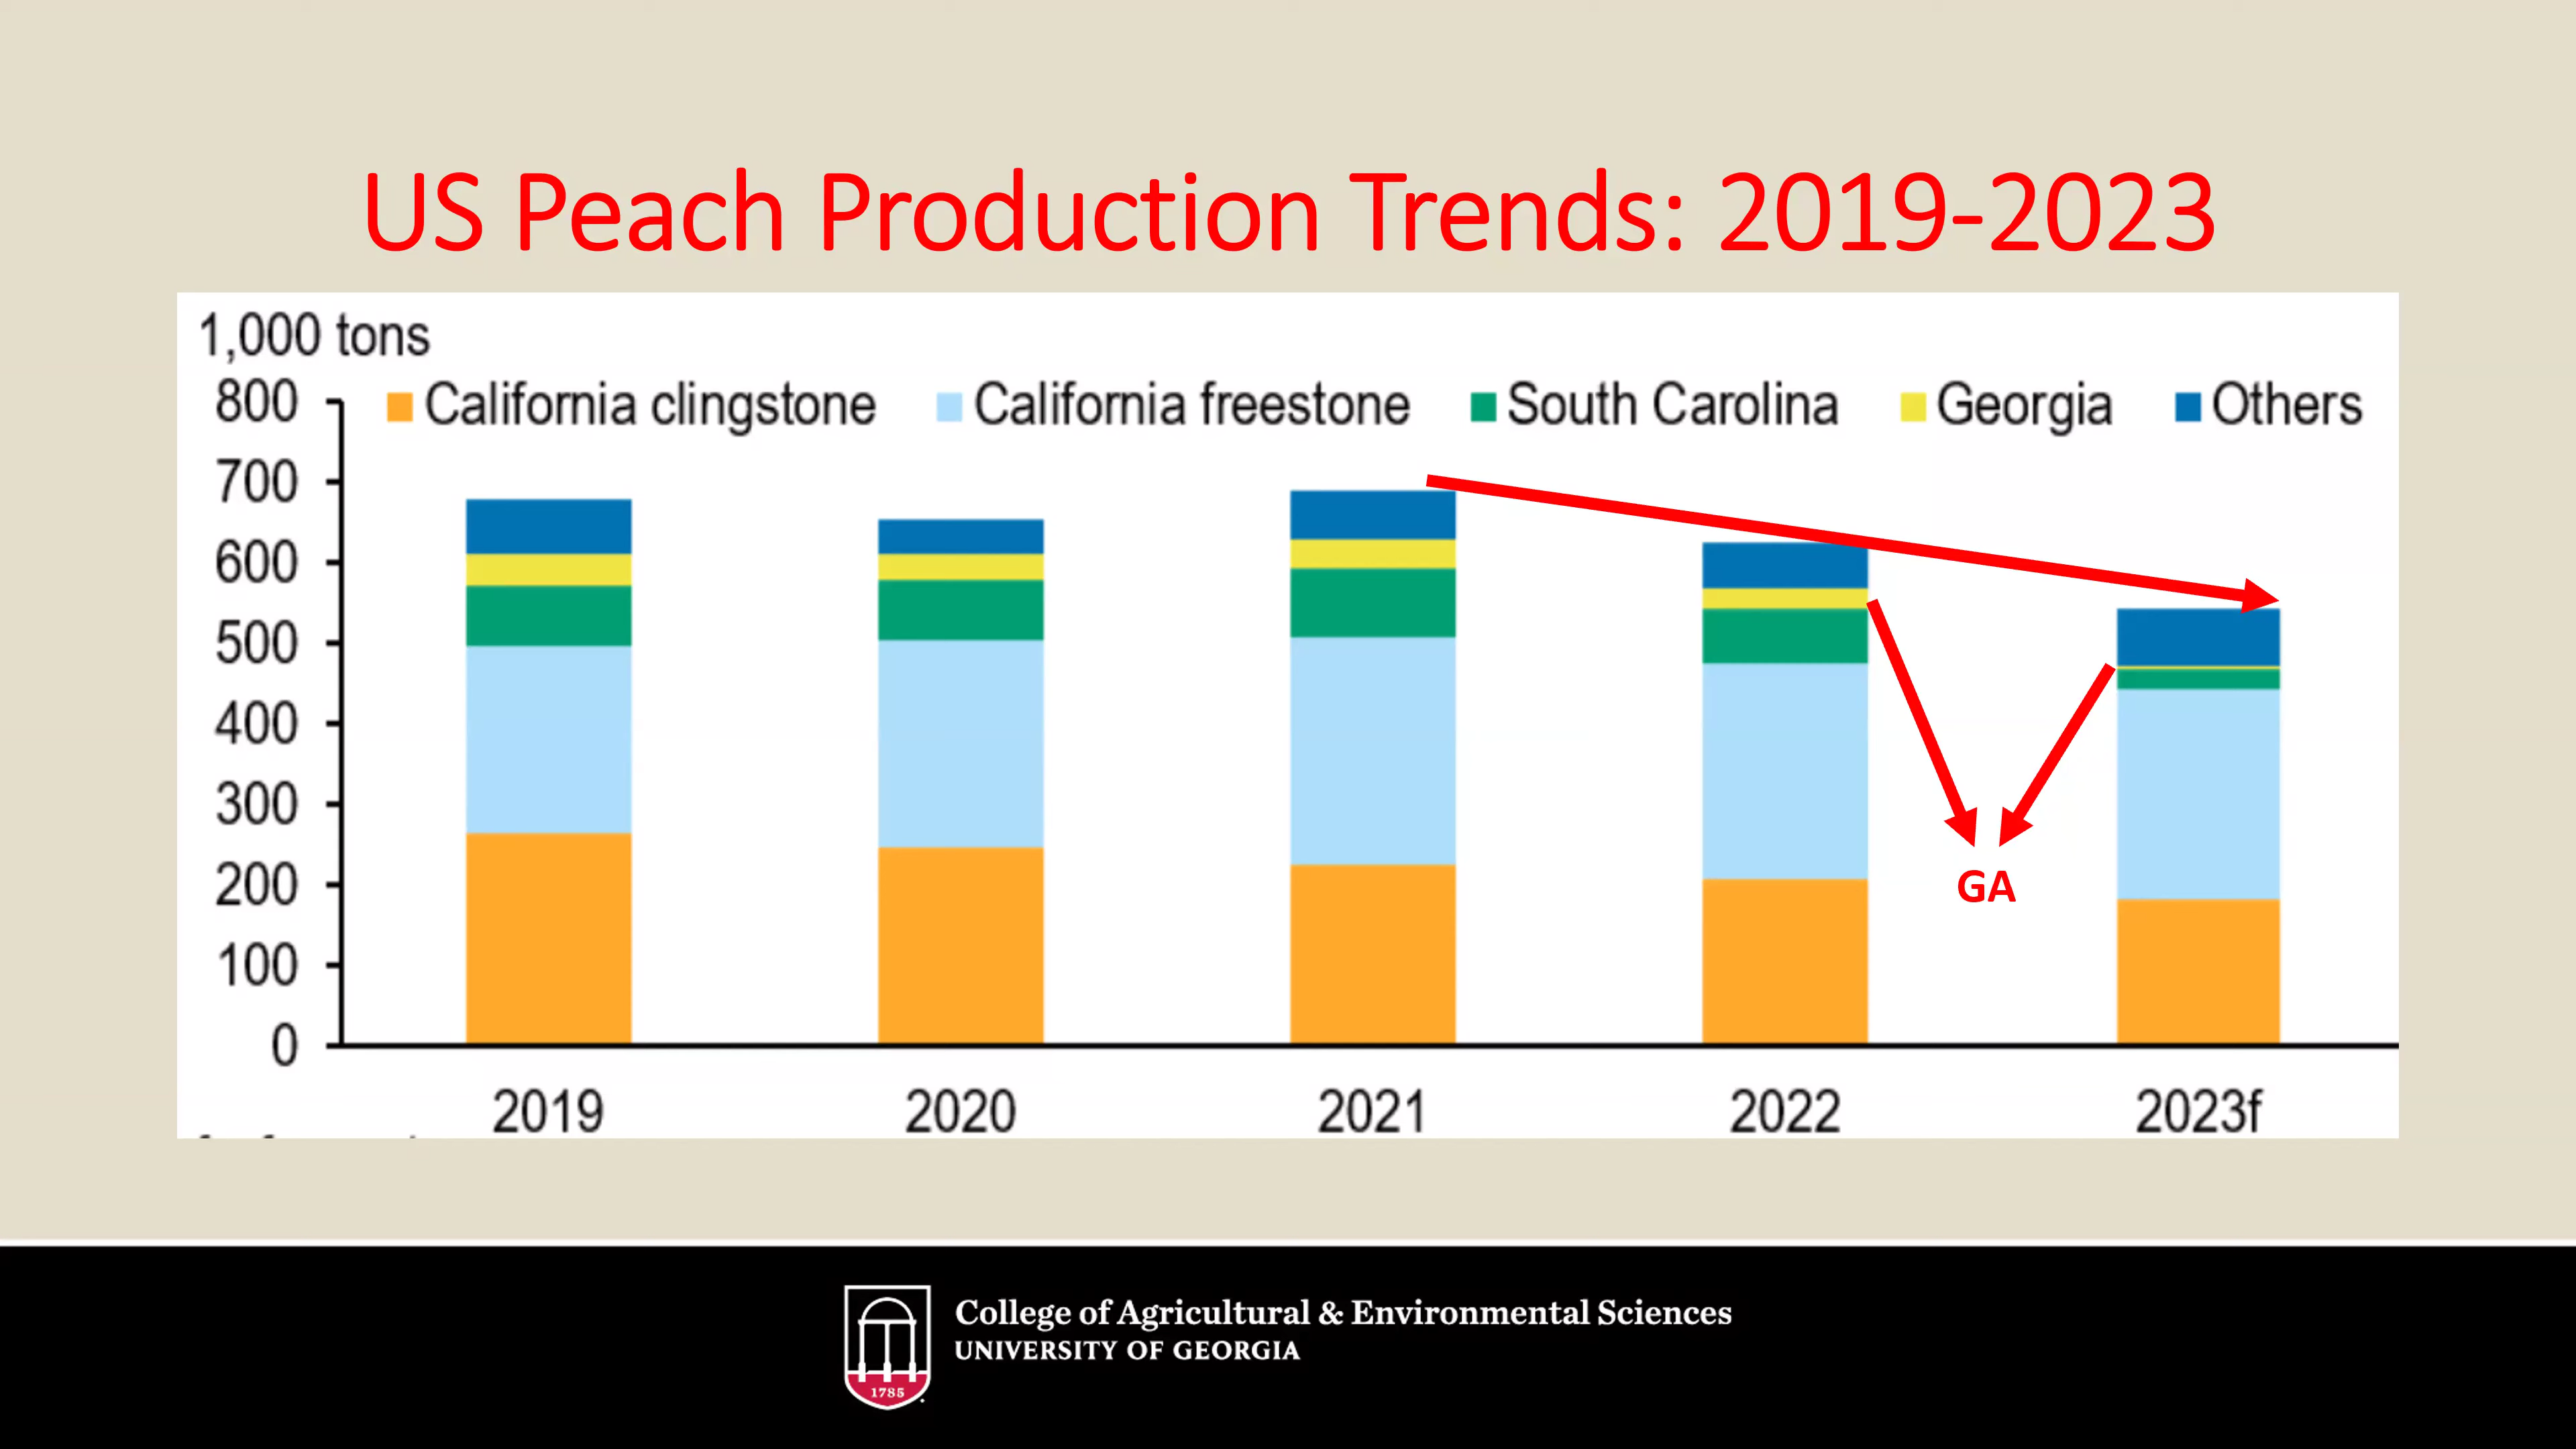 US Peach Production Trends: 2019-2023
1,000 tons
800
California clingstone
California freestone
South Carolina
Georgia
Others
700
600
500
400
300
200
100
0
GA
2019
2020
2021
2022
2023f
College of Agricultural & Environmental Sciences
UNIVERSITY OF GEORGIA
1785